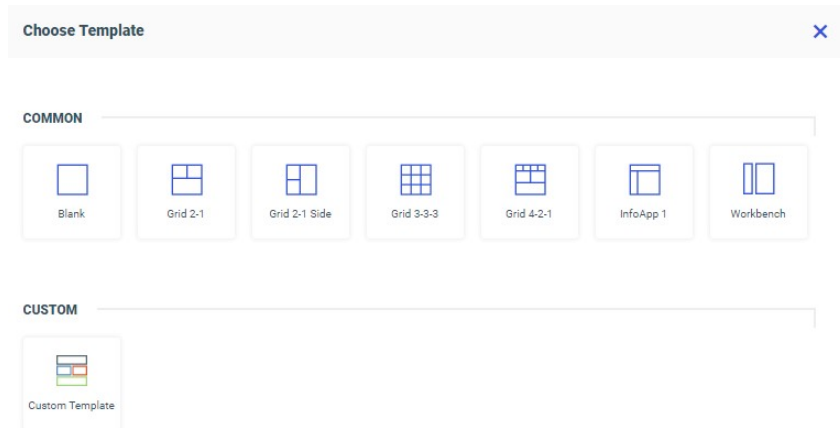 Choose Template
COMMON
Blank
Grid 2-1
Grid 2-1 Side
Grid 3-3-3
Grid 4-2-1
InfoApp 1
Workbench
CUSTOM
Custom Template